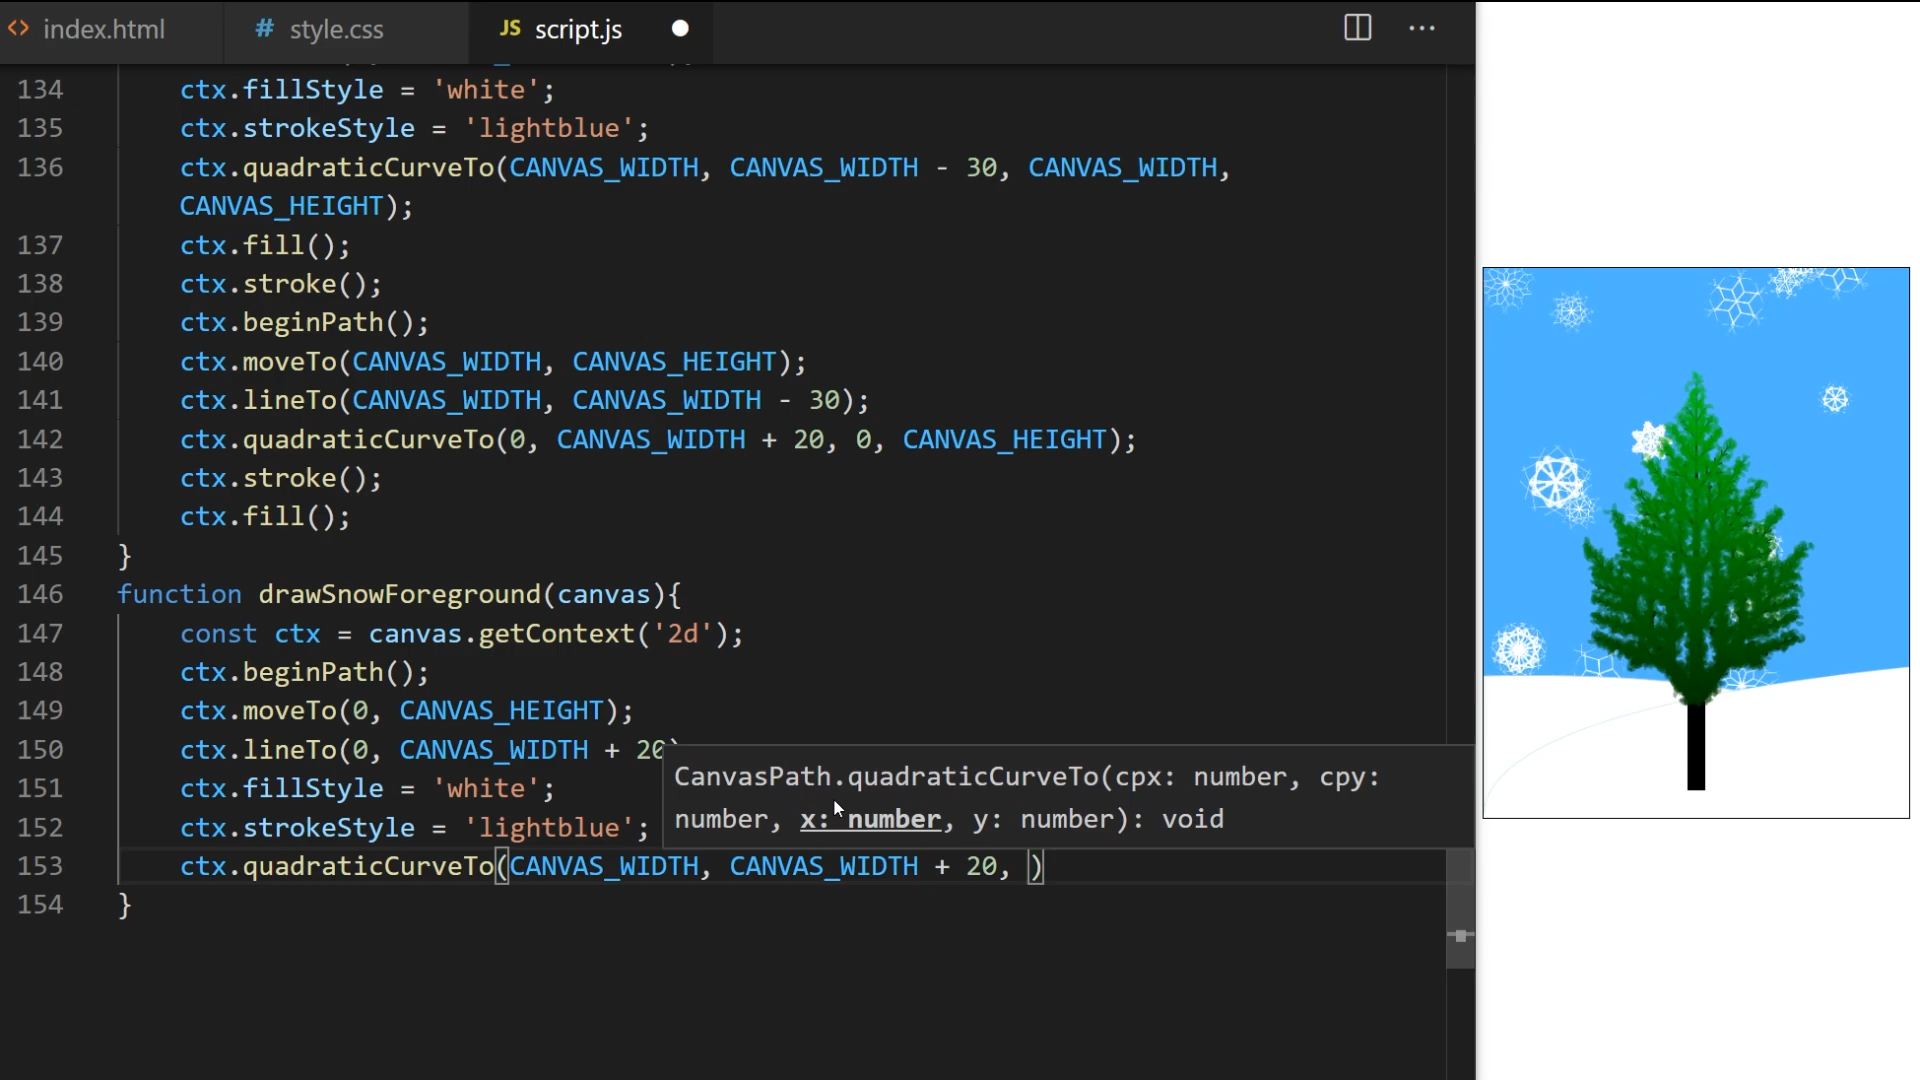 <> index.html # style.css JS script.js ● ···
134 ctx.fillStyle = 'white';
135 ctx.strokeStyle = 'lightblue';
136 ctx.quadraticCurveTo(CANVAS_WIDTH, CANVAS_WIDTH - 30, CANVAS_WIDTH,
CANVAS_HEIGHT);
137 ctx.fill();
138 ctx.stroke();
139 ctx.beginPath();
140 ctx.moveTo(CANVAS_WIDTH, CANVAS_HEIGHT);
141 ctx.lineTo(CANVAS_WIDTH, CANVAS_WIDTH - 30);
142 ctx.quadraticCurveTo(0, CANVAS_WIDTH + 20, 0, CANVAS_HEIGHT);
143 ctx.stroke();
144 ctx.fill();
145 }
146 function drawSnowForeground(canvas){
147 const ctx = canvas.getContext('2d');
148 ctx.beginPath();
149 ctx.moveTo(0, CANVAS_HEIGHT);
150 ctx.lineTo(0, CANVAS_WIDTH + 20)
CanvasPath.quadraticCurveTo(cpx: number, cpy:
151 ctx.fillStyle = 'white';
number, x: number, y: number): void
152 ctx.strokeStyle = 'lightblue';
153 ctx.quadraticCurveTo(CANVAS_WIDTH, CANVAS_WIDTH + 20, )
154 }